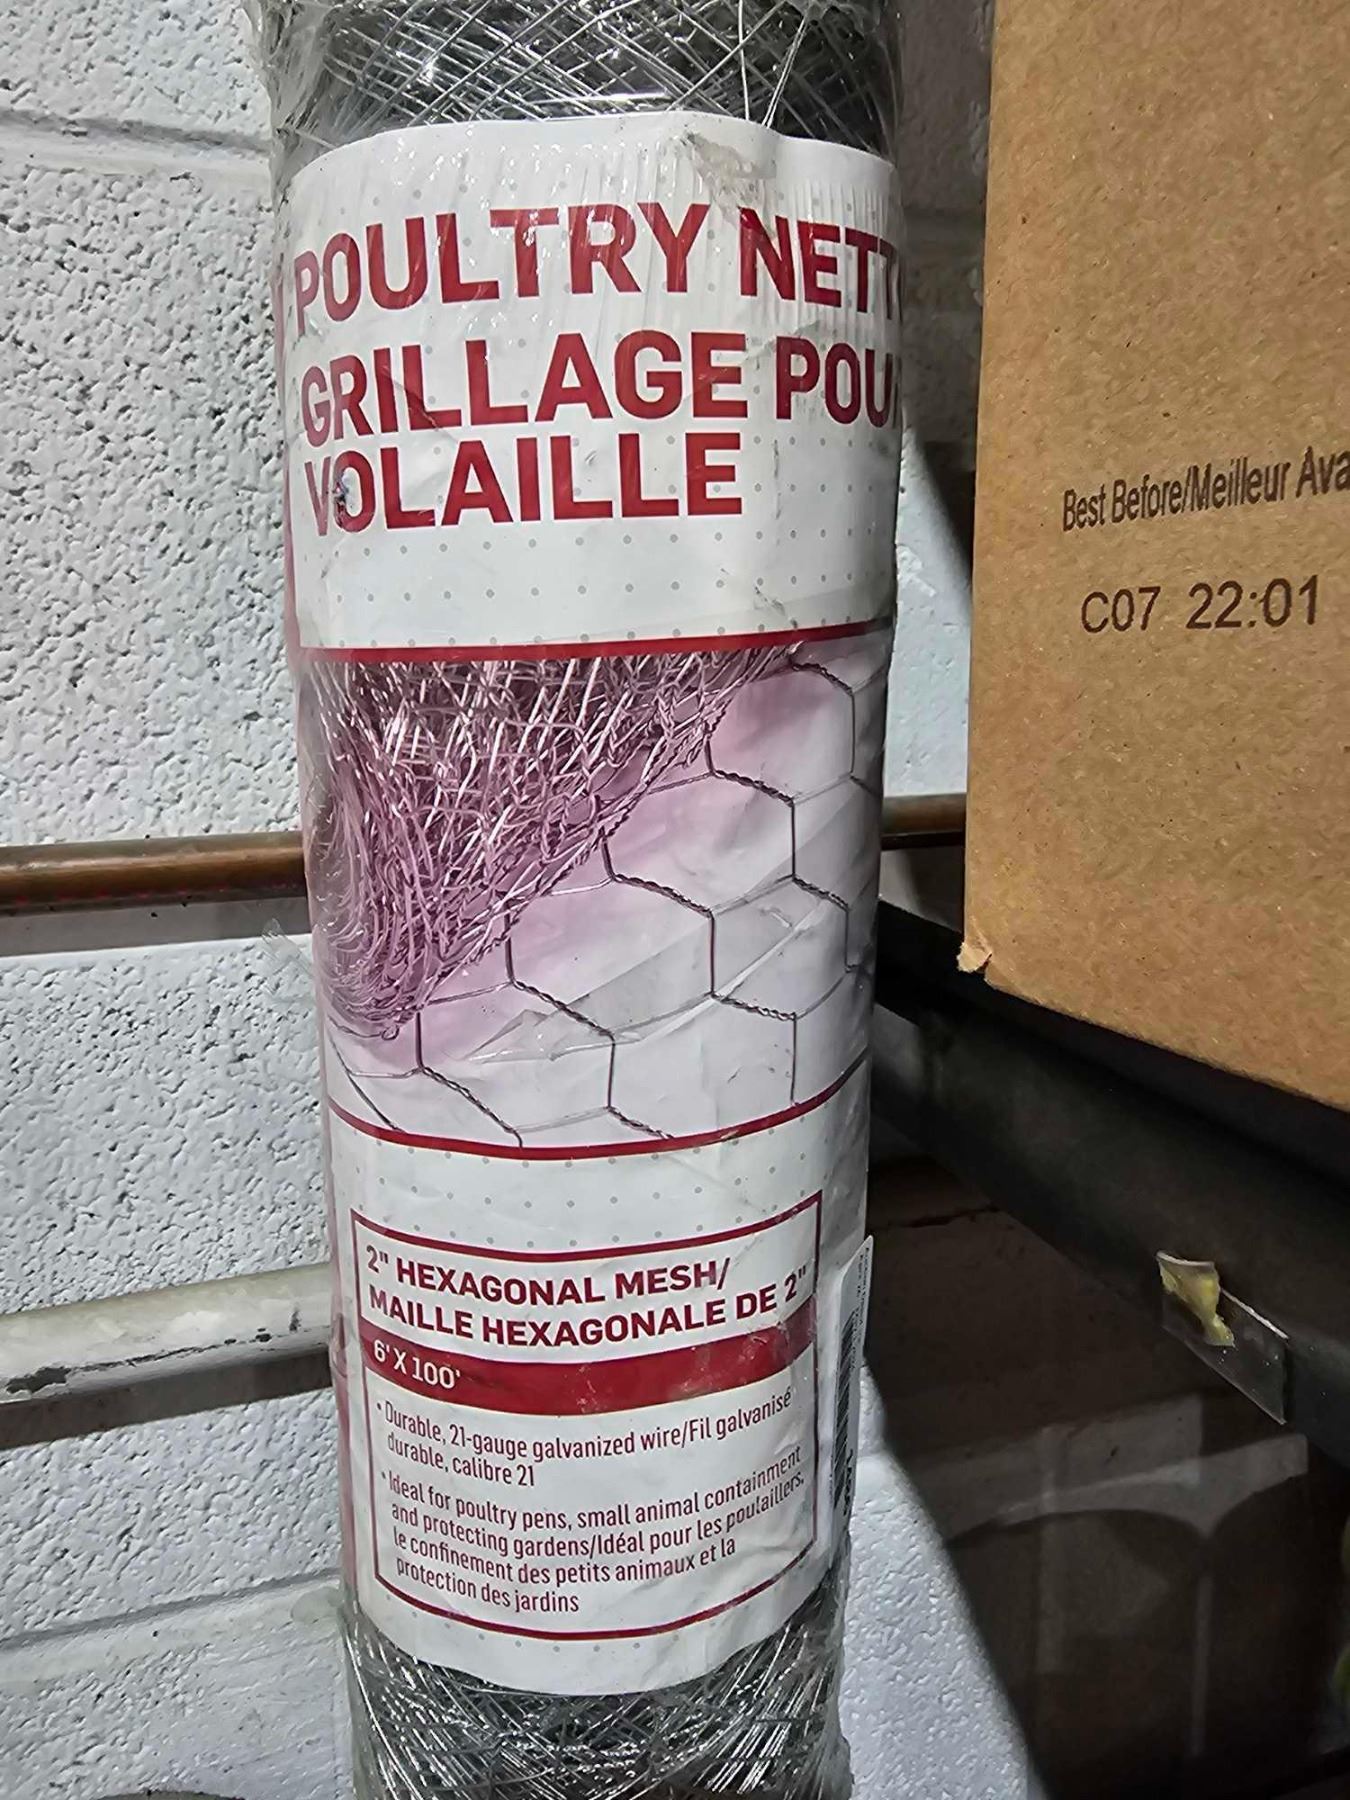 POULTRY NETT
GRILLAGE POU
VOLAILLE
2" HEXAGONAL MESH/
MAILLE HEXAGONALE DE 2"
6' X 100'
• Durable, 21-gauge galvanized wire/Fil galvanisé
durable, calibre 21
• Ideal for poultry pens, small animal containment
and protecting gardens/Idéal pour les poulaillers,
le confinement des petits animaux et la
protection des jardins
Best Before/Meilleur Ava
C07 22:01